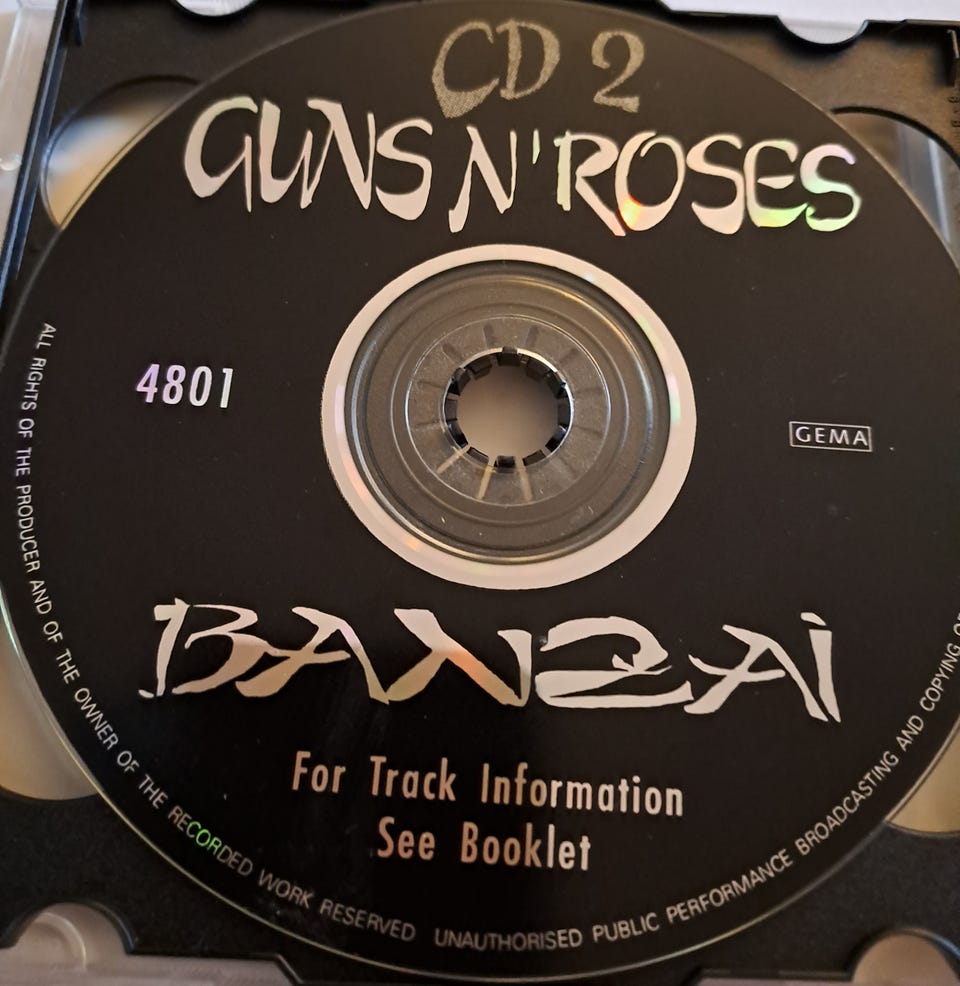 CD 2
GUNS N' ROSES
4801
GEMA
BANZAI
For Track Information
See Booklet
ALL RIGHTS OF THE PRODUCER AND OF THE OWNER OF THE RECORDED WORK RESERVED UNAUTHORISED PUBLIC PERFORMANCE BROADCASTING AND COPYING OF